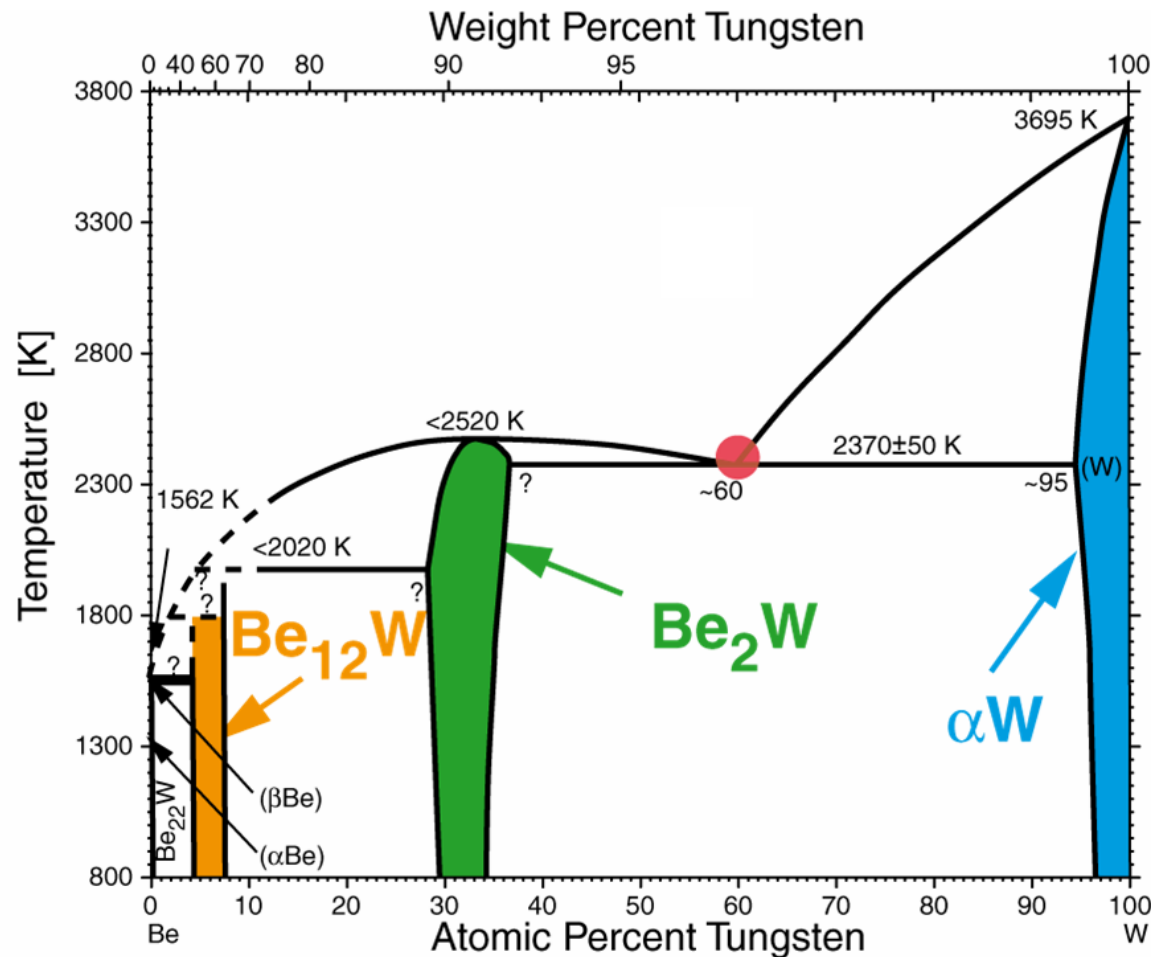 Weight Percent Tungsten
0 40 60 70 80 90 95 100
3800
3695 K
3300
2800
<2520 K
2370±50 K
(W)
2300
?
~60
~95
1562 K
<2020 K
?
?
?
1800
Be12W
Be2W
?
αW
1300
(βBe)
Be22W
(αBe)
800
Temperature [K]
0 10 20 30 40 50 60 70 80 90 100
Be
Atomic Percent Tungsten
W